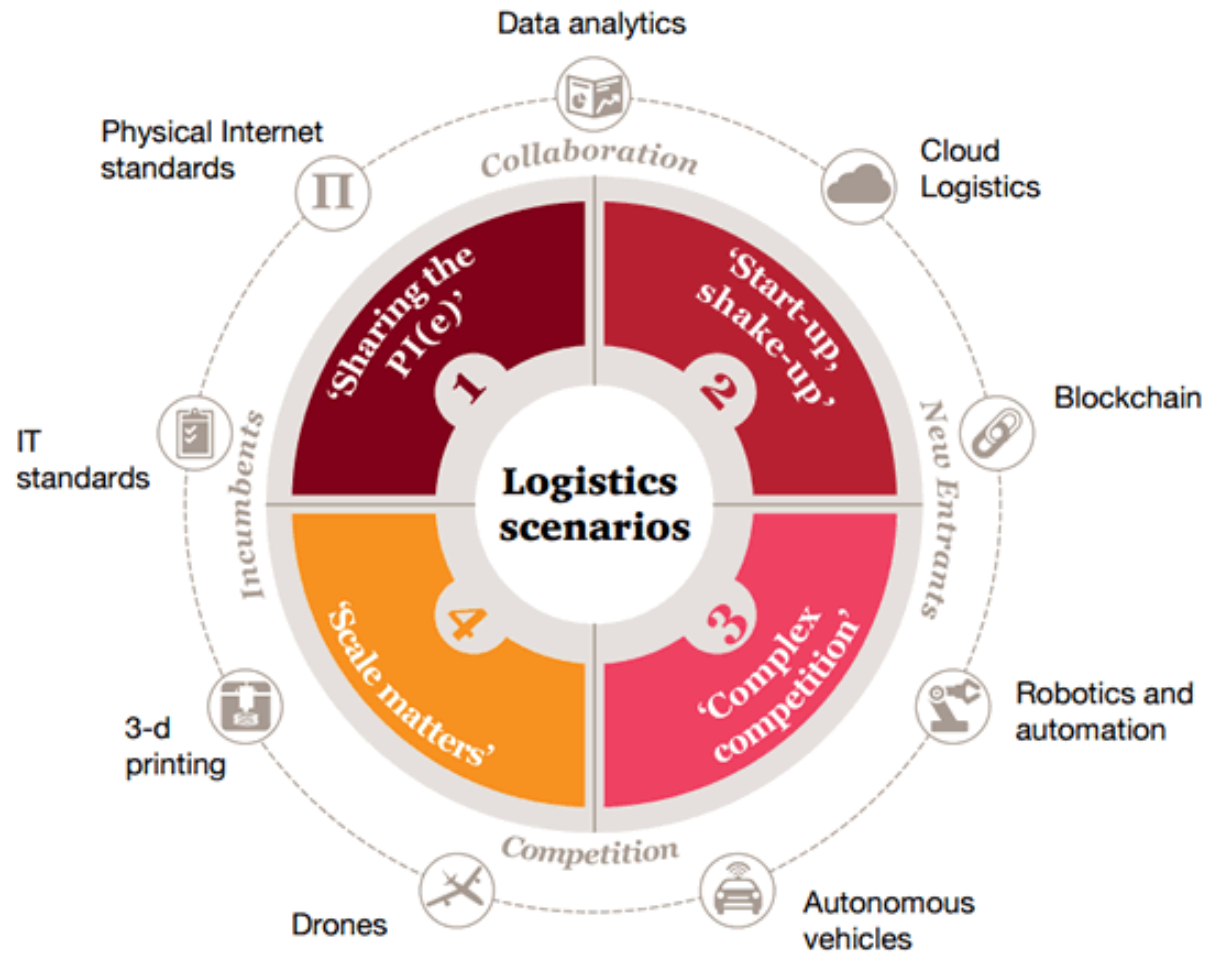 Data analytics
Physical Internet
standards
Collaboration
Cloud
Logistics
‘Sharing the
PI(e)’
1
‘Start-up,
shake-up’
2
Blockchain
IT
standards
Incumbents
New Entrants
Logistics
scenarios
4
‘Scale matters’
3
‘Complex
competition’
Robotics and
automation
3-d
printing
Competition
Drones
Autonomous
vehicles
Π